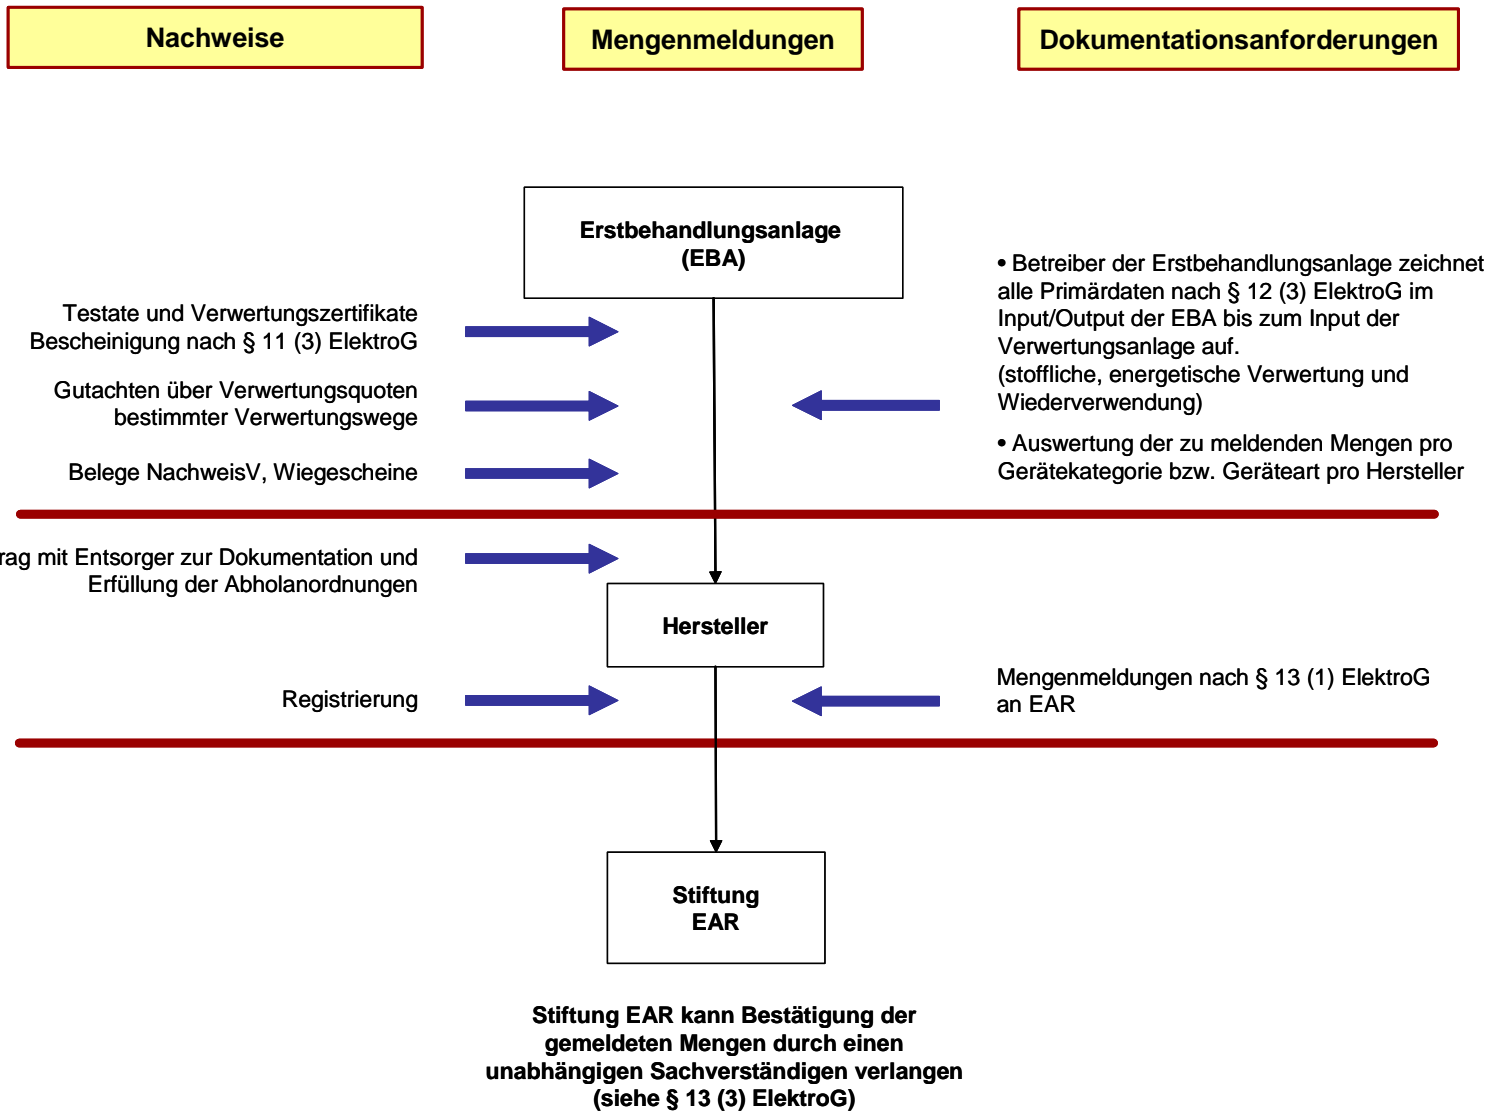 Nachweise
Mengenmeldungen
Dokumentationsanforderungen
Erstbehandlungsanlage
(EBA)
Testate und Verwertungszertifikate
Bescheinigung nach § 11 (3) ElektroG
Gutachten über Verwertungsquoten
bestimmter Verwertungswege
Belege NachweisV, Wiegescheine
• Betreiber der Erstbehandlungsanlage zeichnet
alle Primärdaten nach § 12 (3) ElektroG im
Input/Output der EBA bis zum Input der
Verwertungsanlage auf.
(stoffliche, energetische Verwertung und
Wiederverwendung)
• Auswertung der zu meldenden Mengen pro
Gerätekategorie bzw. Geräteart pro Hersteller
mit Entsorger zur Dokumentation und
Erfüllung der Abholanordnungen
Hersteller
Registrierung
Mengenmeldungen nach § 13 (1) ElektroG
an EAR
Stiftung
EAR
Stiftung EAR kann Bestätigung der
gemeldeten Mengen durch einen
unabhängigen Sachverständigen verlangen
(siehe § 13 (3) ElektroG)